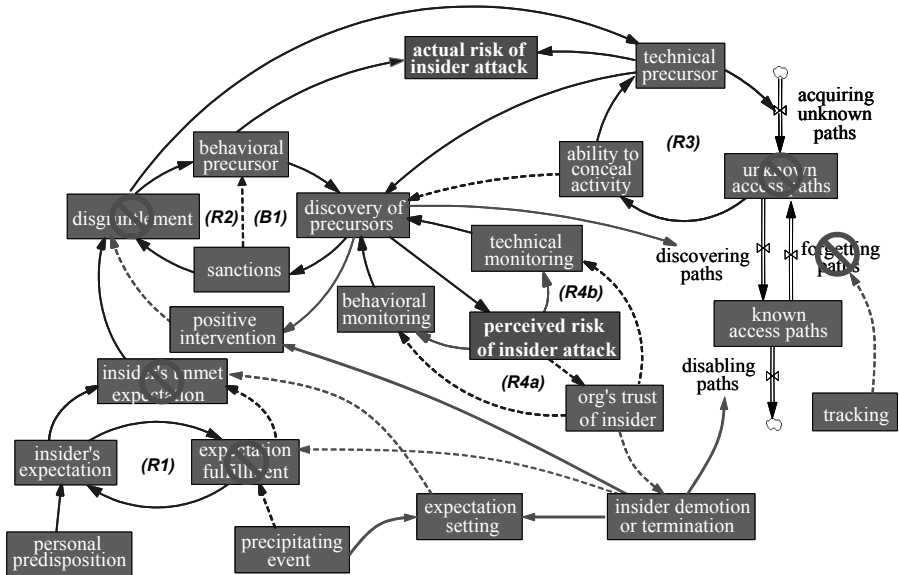 actual risk of
insider attack
technical
precursor
acquiring
unknown
paths
behavioral
precursor
(R3)
ability to
conceal
activity
unknown
access paths
disgruntlement
(R2)
(B1)
discovery of
precursors
sanctions
technical
monitoring
discovering
paths
forgetting
paths
behavioral
monitoring
(R4b)
positive
intervention
perceived risk
of insider attack
known
access paths
insider's unmet
expectation
(R4a)
disabling
paths
org's trust
of insider
tracking
insider's
expectation
(R1)
expectation
fulfillment
personal
predisposition
precipitating
event
expectation
setting
insider demotion
or termination